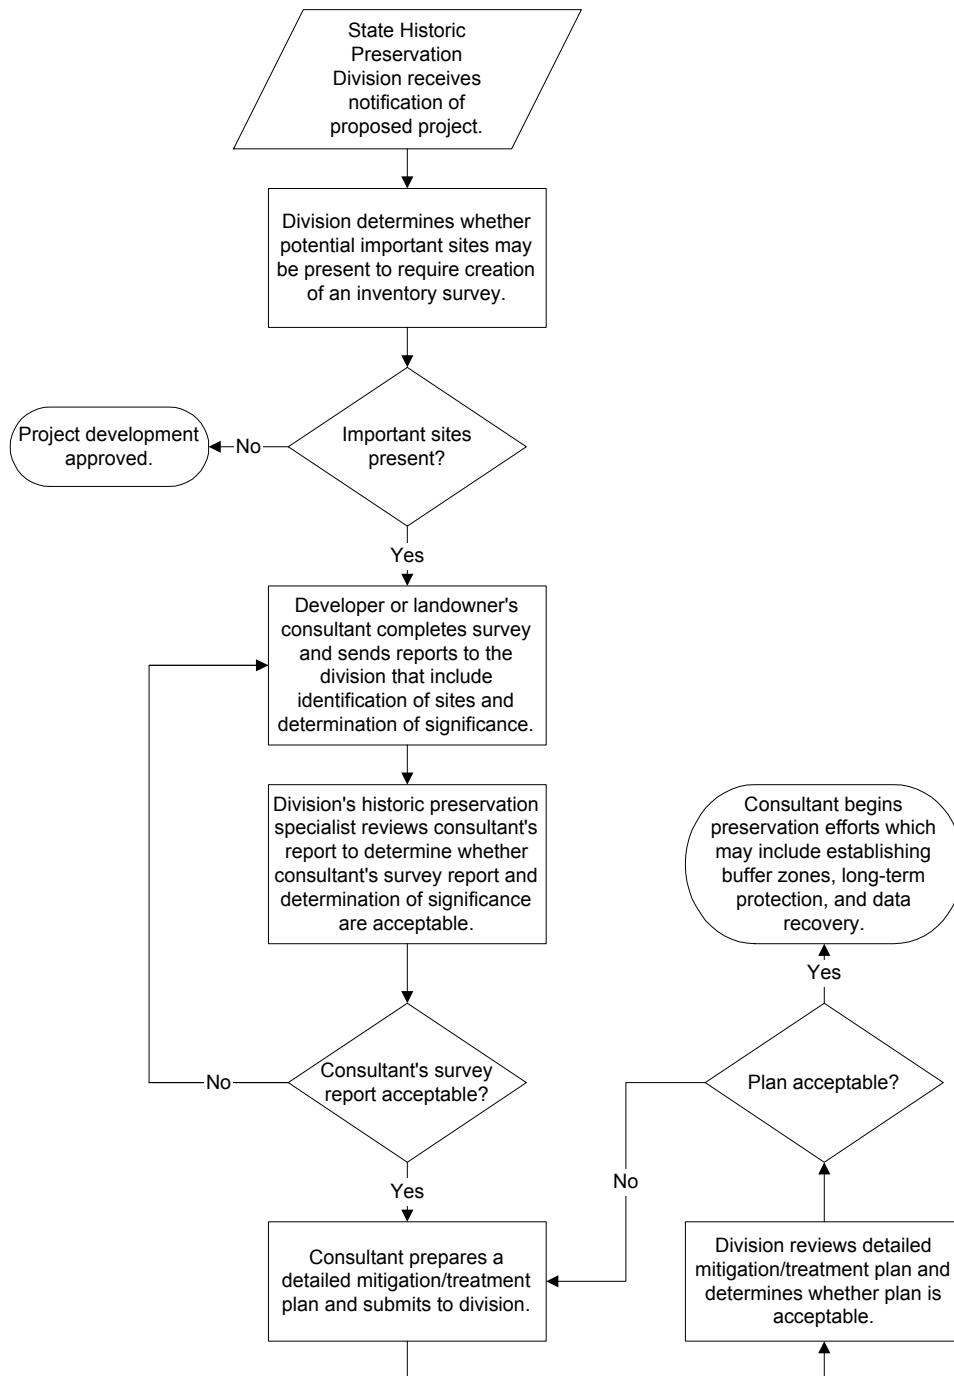 State Historic
Preservation
Division receives
notification of
proposed project.
Division determines whether
potential important sites may
be present to require creation
of an inventory survey.
Important sites
present?
No
Project development
approved.
Yes
Developer or landowner's
consultant completes survey
and sends reports to the
division that include
identification of sites and
determination of significance.
Division's historic preservation
specialist reviews consultant's
report to determine whether
consultant's survey report and
determination of significance
are acceptable.
Consultant's survey
report acceptable?
No
Yes
Consultant prepares a
detailed mitigation/treatment
plan and submits to division.
Division reviews detailed
mitigation/treatment plan and
determines whether plan is
acceptable.
Plan acceptable?
No
Yes
Consultant begins
preservation efforts which
may include establishing
buffer zones, long-term
protection, and data
recovery.